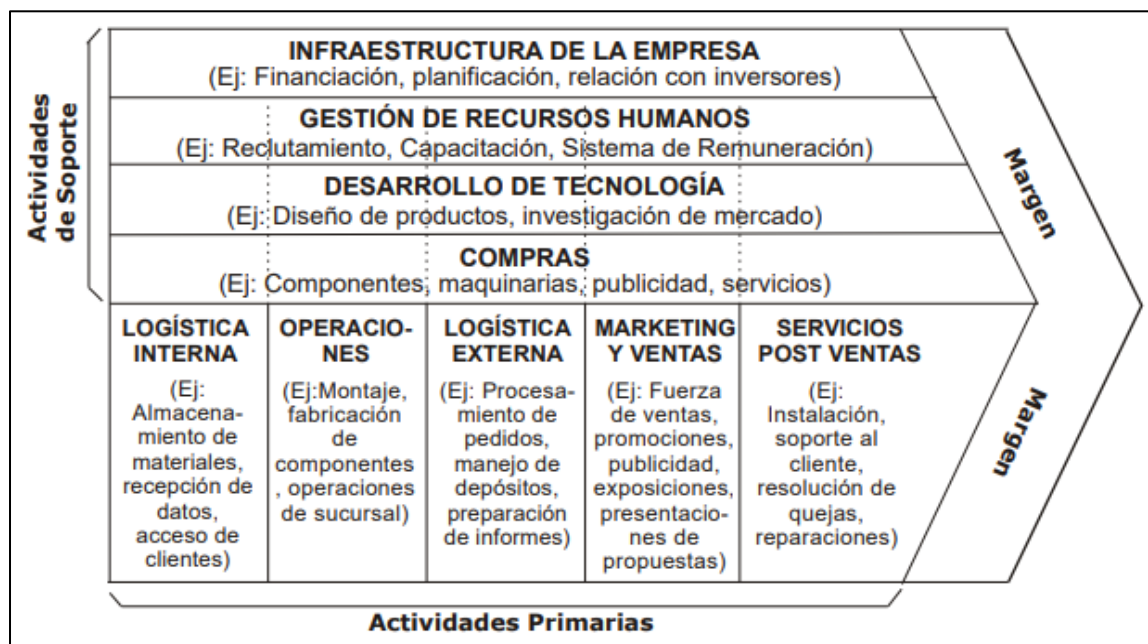 Actividades
de Soporte
INFRAESTRUCTURA DE LA EMPRESA
(Ej: Financiación, planificación, relación con inversores)
GESTIÓN DE RECURSOS HUMANOS
(Ej: Reclutamiento, Capacitación, Sistema de Remuneración)
DESARROLLO DE TECNOLOGÍA
(Ej: Diseño de productos, investigación de mercado)
COMPRAS
(Ej: Componentes, maquinarias, publicidad, servicios)
Margen
LOGÍSTICA
INTERNA
(Ej:
Almacena-
miento de
materiales,
recepción de
datos,
acceso de
clientes)
OPERACIO-
NES
(Ej:Montaje,
fabricación
de
componentes
, operaciones
de sucursal)
LOGÍSTICA
EXTERNA
(Ej: Procesa-
miento de
pedidos,
manejo de
depósitos,
preparación
de informes)
MARKETING
Y VENTAS
(Ej: Fuerza
de ventas,
promociones,
publicidad,
exposiciones,
presentacio-
nes de
propuestas)
SERVICIOS
POST VENTAS
(Ej:
Instalación,
soporte al
cliente,
resolución de
quejas,
reparaciones)
Margen
Actividades Primarias